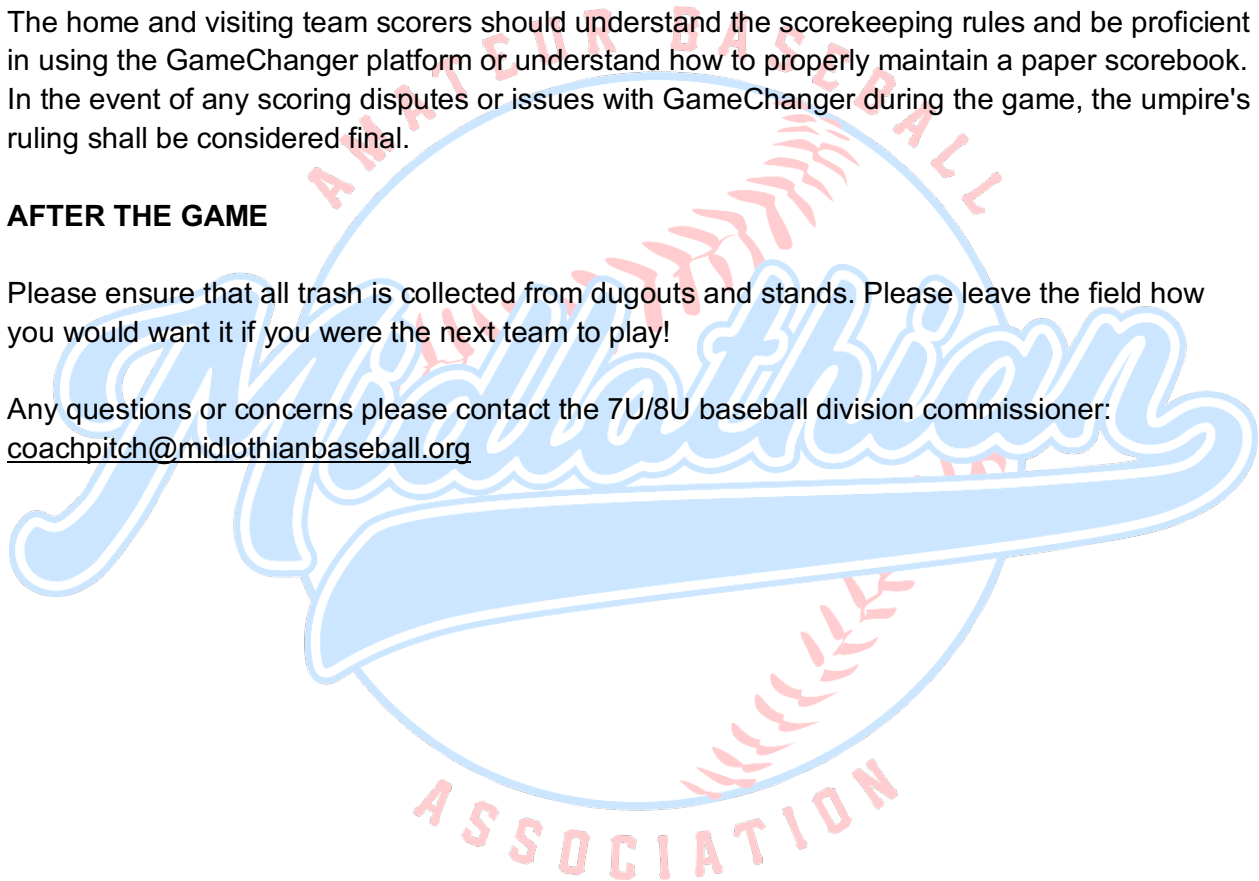 The home and visiting team scorers should understand the scorekeeping rules and be proficient
in using the GameChanger platform or understand how to properly maintain a paper scorebook.
In the event of any scoring disputes or issues with GameChanger during the game, the umpire's
ruling shall be considered final.
AFTER THE GAME
Please ensure that all trash is collected from dugouts and stands. Please leave the field how
you would want it if you were the next team to play!
Any questions or concerns please contact the 7U/8U baseball division commissioner:
coachpitch@midlothianbaseball.org
AMATEUR BASEBALL
Midlothian
ASSOCIATION